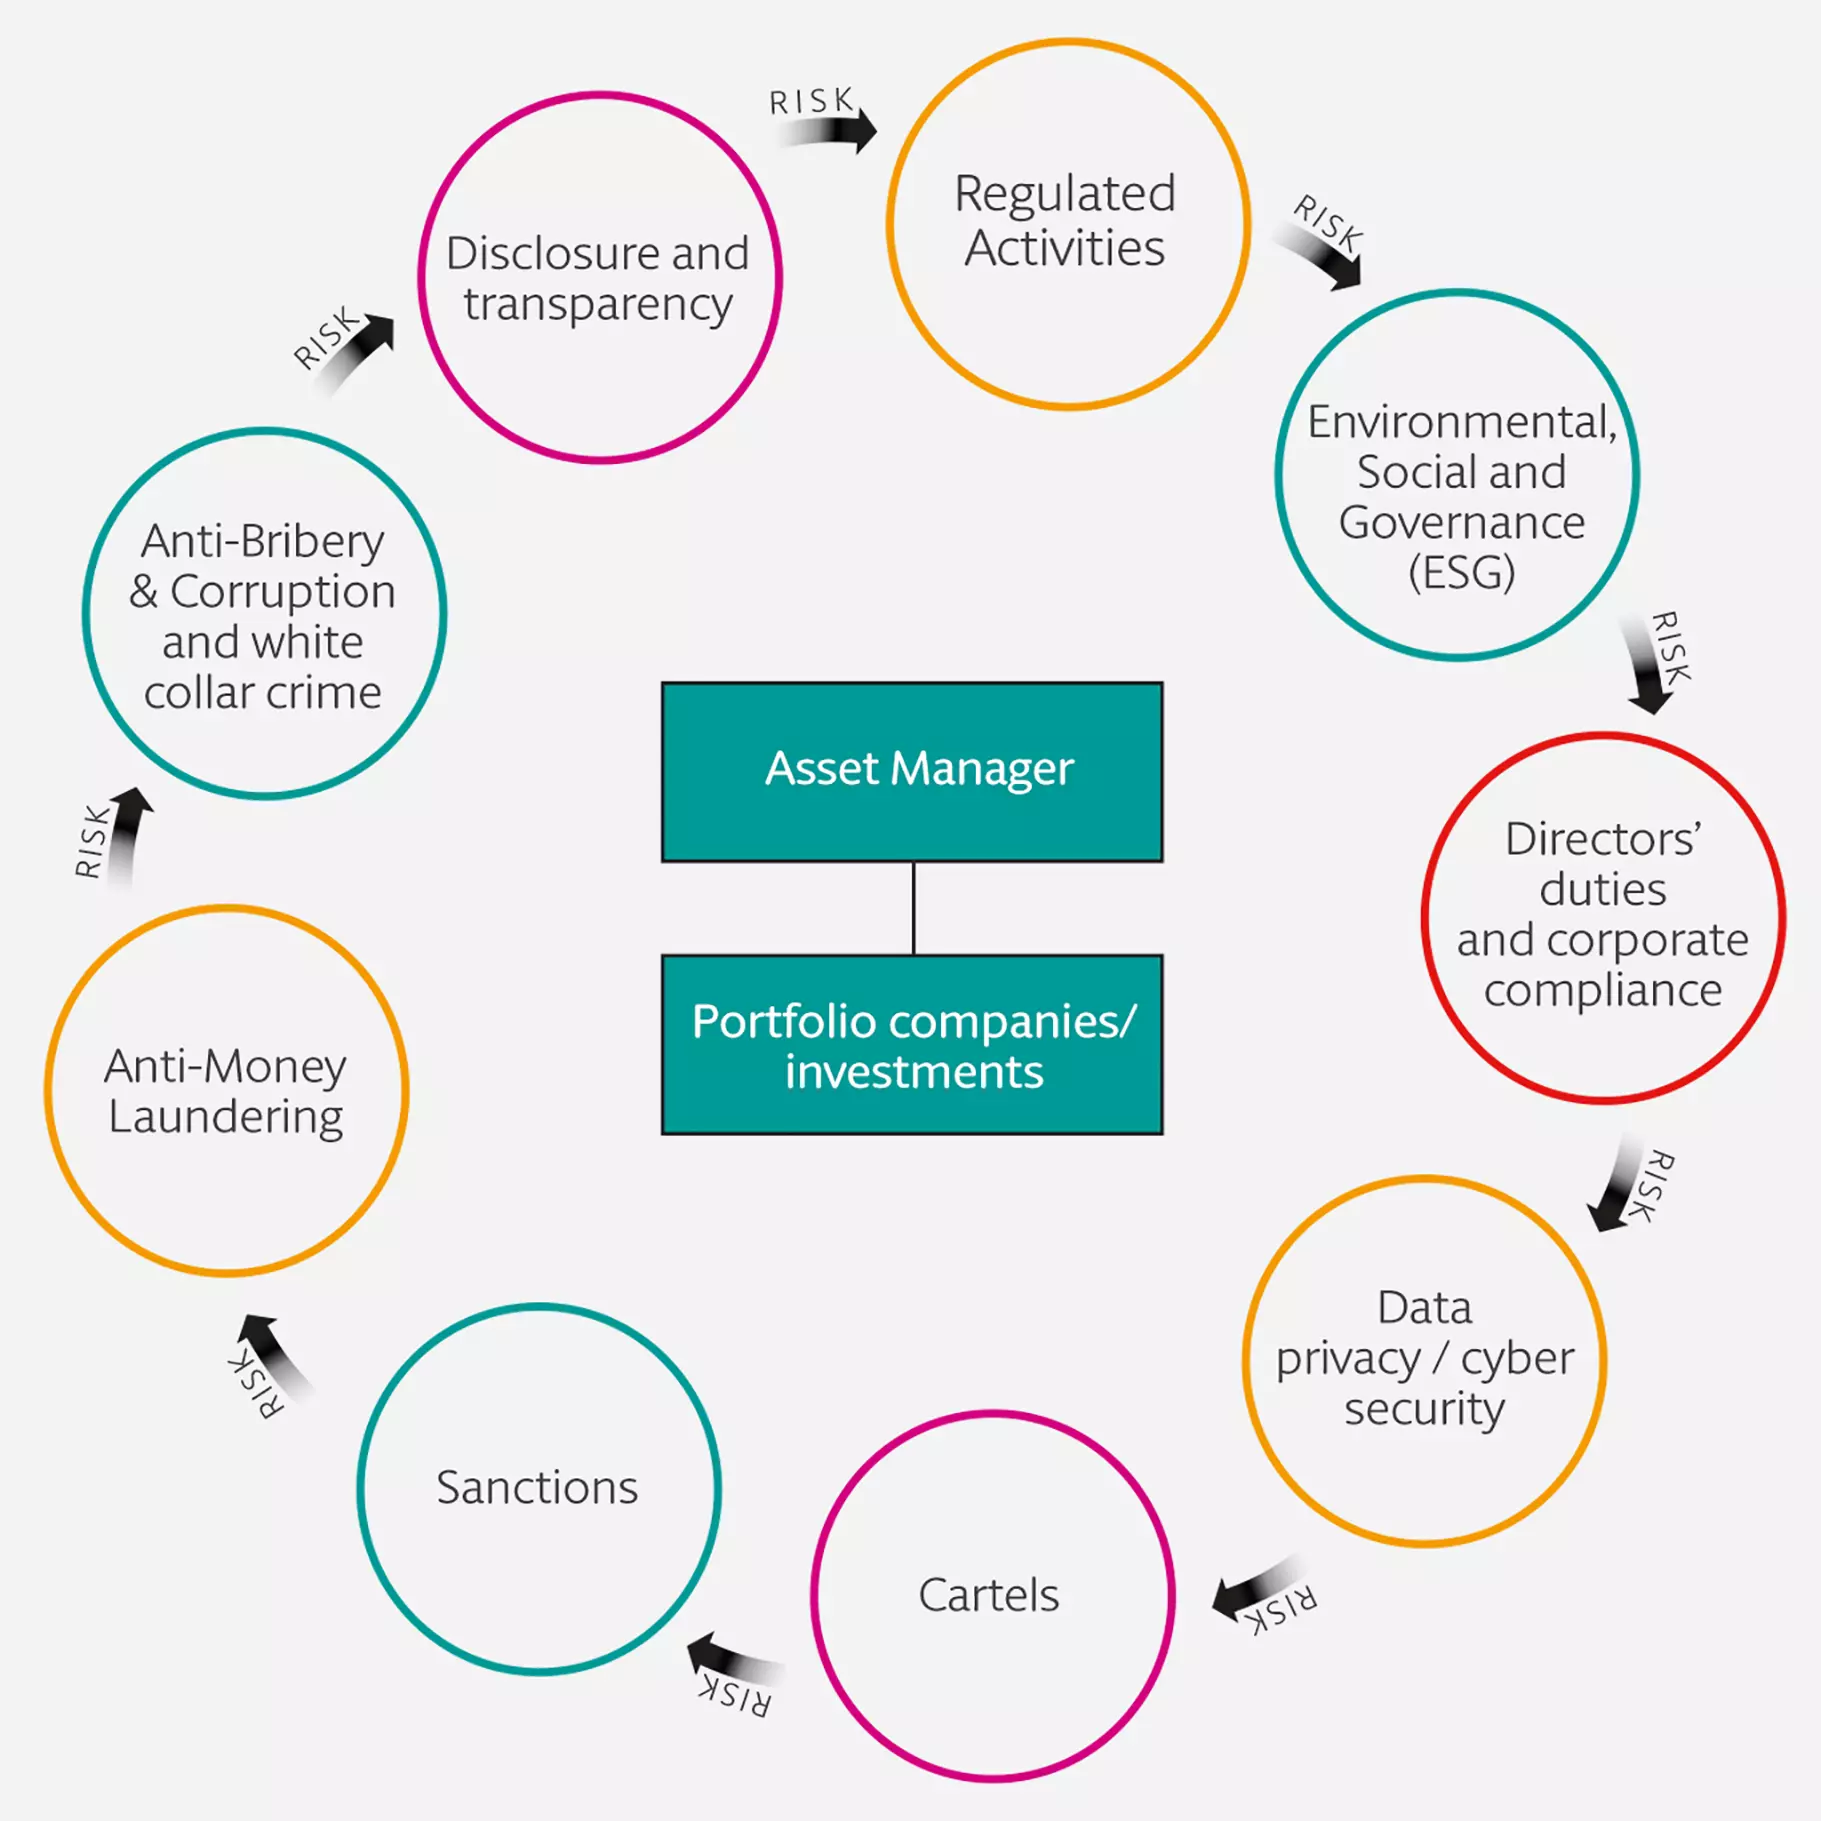 RISK
Regulated
Activities
RISK
Environmental,
Social and
Governance
(ESG)
RISK
Directors’
duties
and corporate
compliance
RISK
Data
privacy / cyber
security
RISK
Cartels
RISK
Sanctions
RISK
Anti-Money
Laundering
RISK
Anti-Bribery
& Corruption
and white
collar crime
RISK
Disclosure and
transparency
Asset Manager
Portfolio companies/
investments